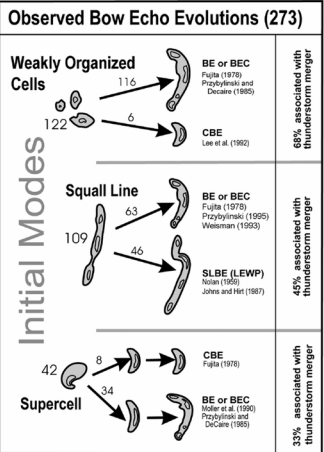 Observed Bow Echo Evolutions (273)
Initial Modes
Weakly Organized
Cells
122
116
6
BE or BEC
Fujita (1978)
Przybylinski and
Decaire (1985)
CBE
Lee et al. (1992)
68% associated with
thunderstorm merger
Squall Line
109
63
46
BE or BEC
Fujita (1978)
Przybylinski (1995)
Weisman (1993)
SLBE (LEWP)
Nolan (1959)
Johns and Hirt (1987)
45% associated with
thunderstorm merger
42
8
34
Supercell
CBE
Fujita (1978)
BE or BEC
Moller et al. (1990)
Przybylinski and
DeCaire (1985)
33% associated with
thunderstorm merger